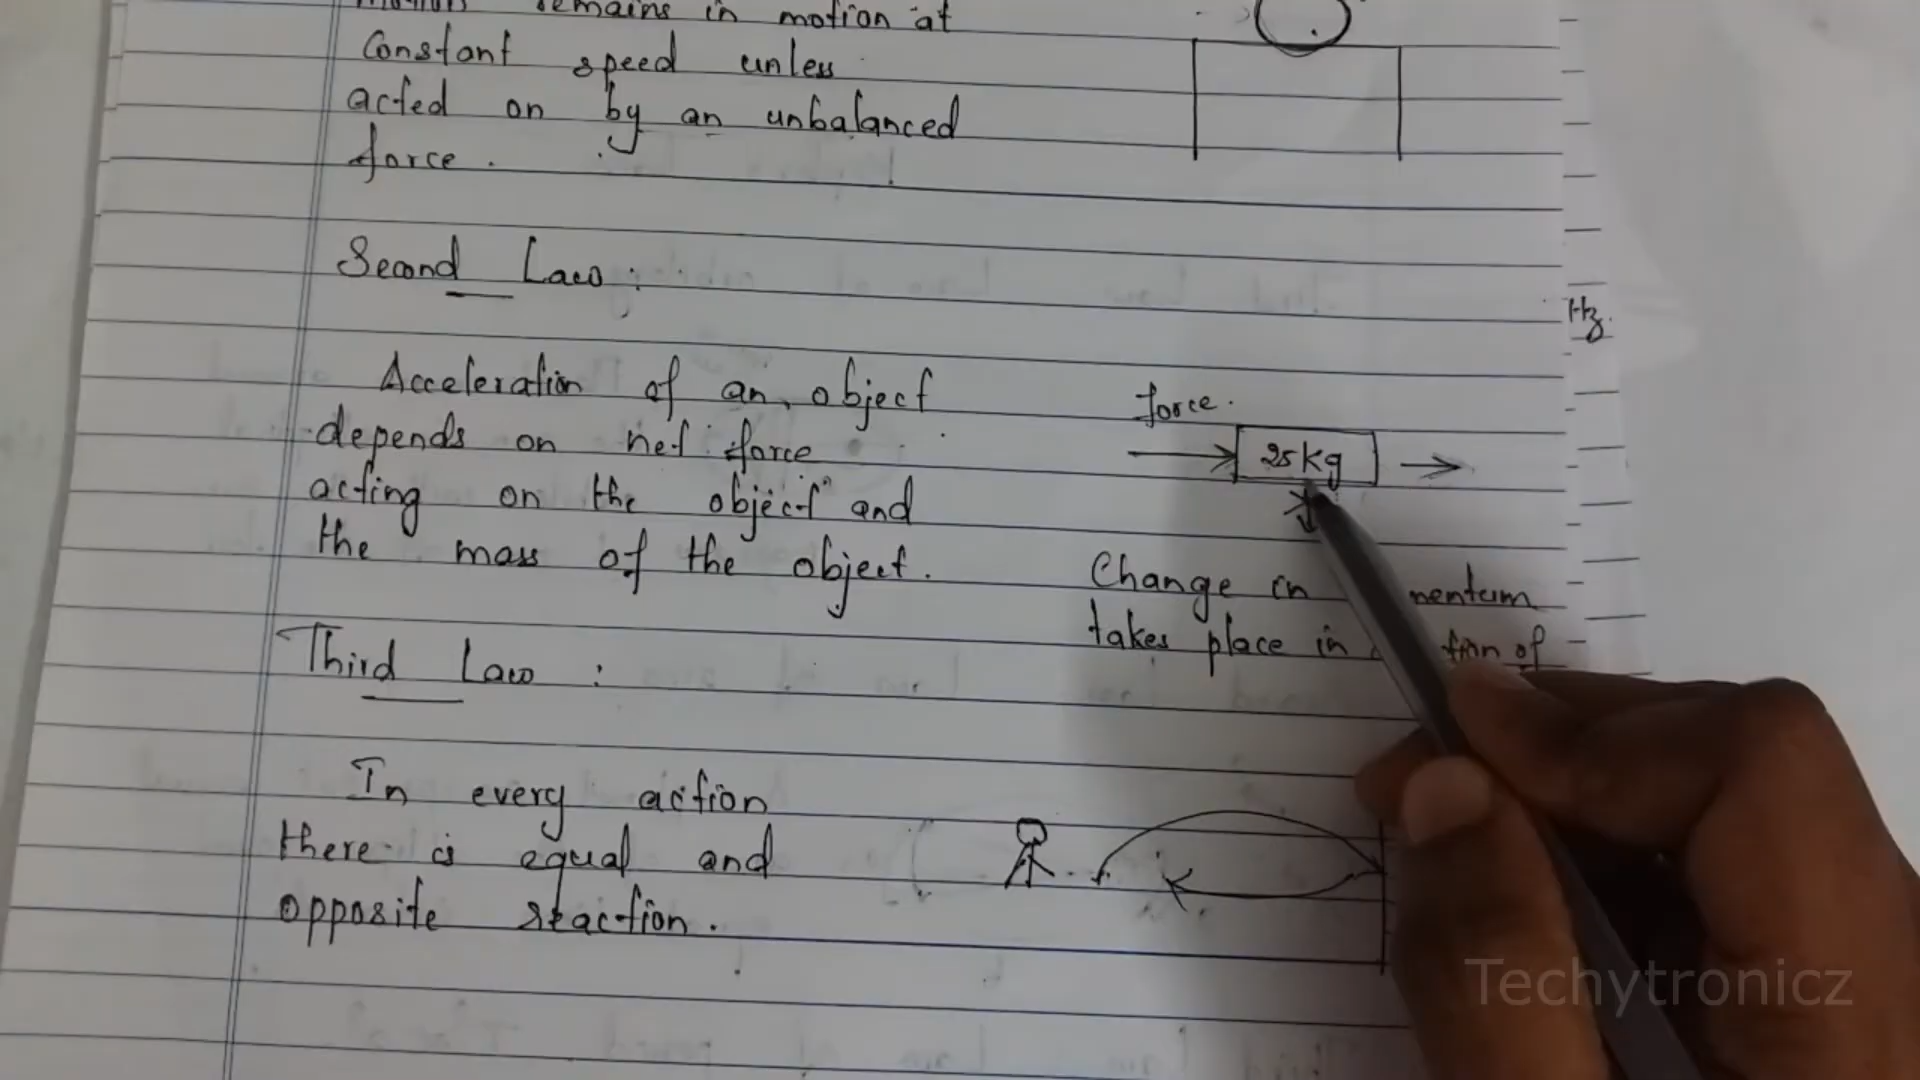 remains in motion at
Constant speed unless
acted on by an unbalanced
force.
Second Law:
Acceleration of an object
depends on net force
acting on the object and
the mass of the object.
force.
25kg
Hz.
Change in
takes place in of
Third Law:
In every action
there is equal and
opposite reaction.
Techytronicz